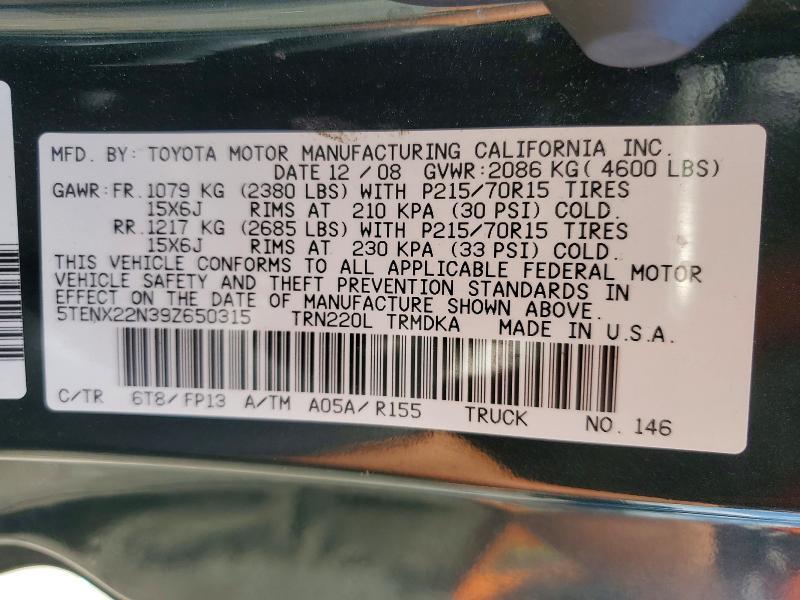 MFD. BY: TOYOTA MOTOR MANUFACTURING CALIFORNIA INC.
DATE 12 / 08 GVWR: 2086 KG( 4600 LBS)
GAWR: FR. 1079 KG (2380 LBS) WITH P215/70R15 TIRES
15X6J RIMS AT 210 KPA (30 PSI) COLD.
RR. 1217 KG (2685 LBS) WITH P215/70R15 TIRES
15X6J RIMS AT 230 KPA (33 PSI) COLD.
THIS VEHICLE CONFORMS TO ALL APPLICABLE FEDERAL MOTOR
VEHICLE SAFETY AND THEFT PREVENTION STANDARDS IN
EFFECT ON THE DATE OF MANUFACTURE SHOWN ABOVE.
5TENX22N39Z650315 TRN220L TRMDKA MADE IN U.S.A.
C/TR 6T8/FP13 A/TM A05A/R155 TRUCK NO. 146